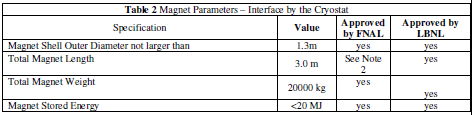 Table 2 Magnet Parameters – Interface by the Cryostat
Specification Value Approved by FNAL Approved by LBNL
Magnet Shell Outer Diameter not larger than 1.3m yes yes
Total Magnet Length 3.0 m See Note 2 yes
Total Magnet Weight 20000 kg yes yes
Magnet Stored Energy <20 MJ yes yes